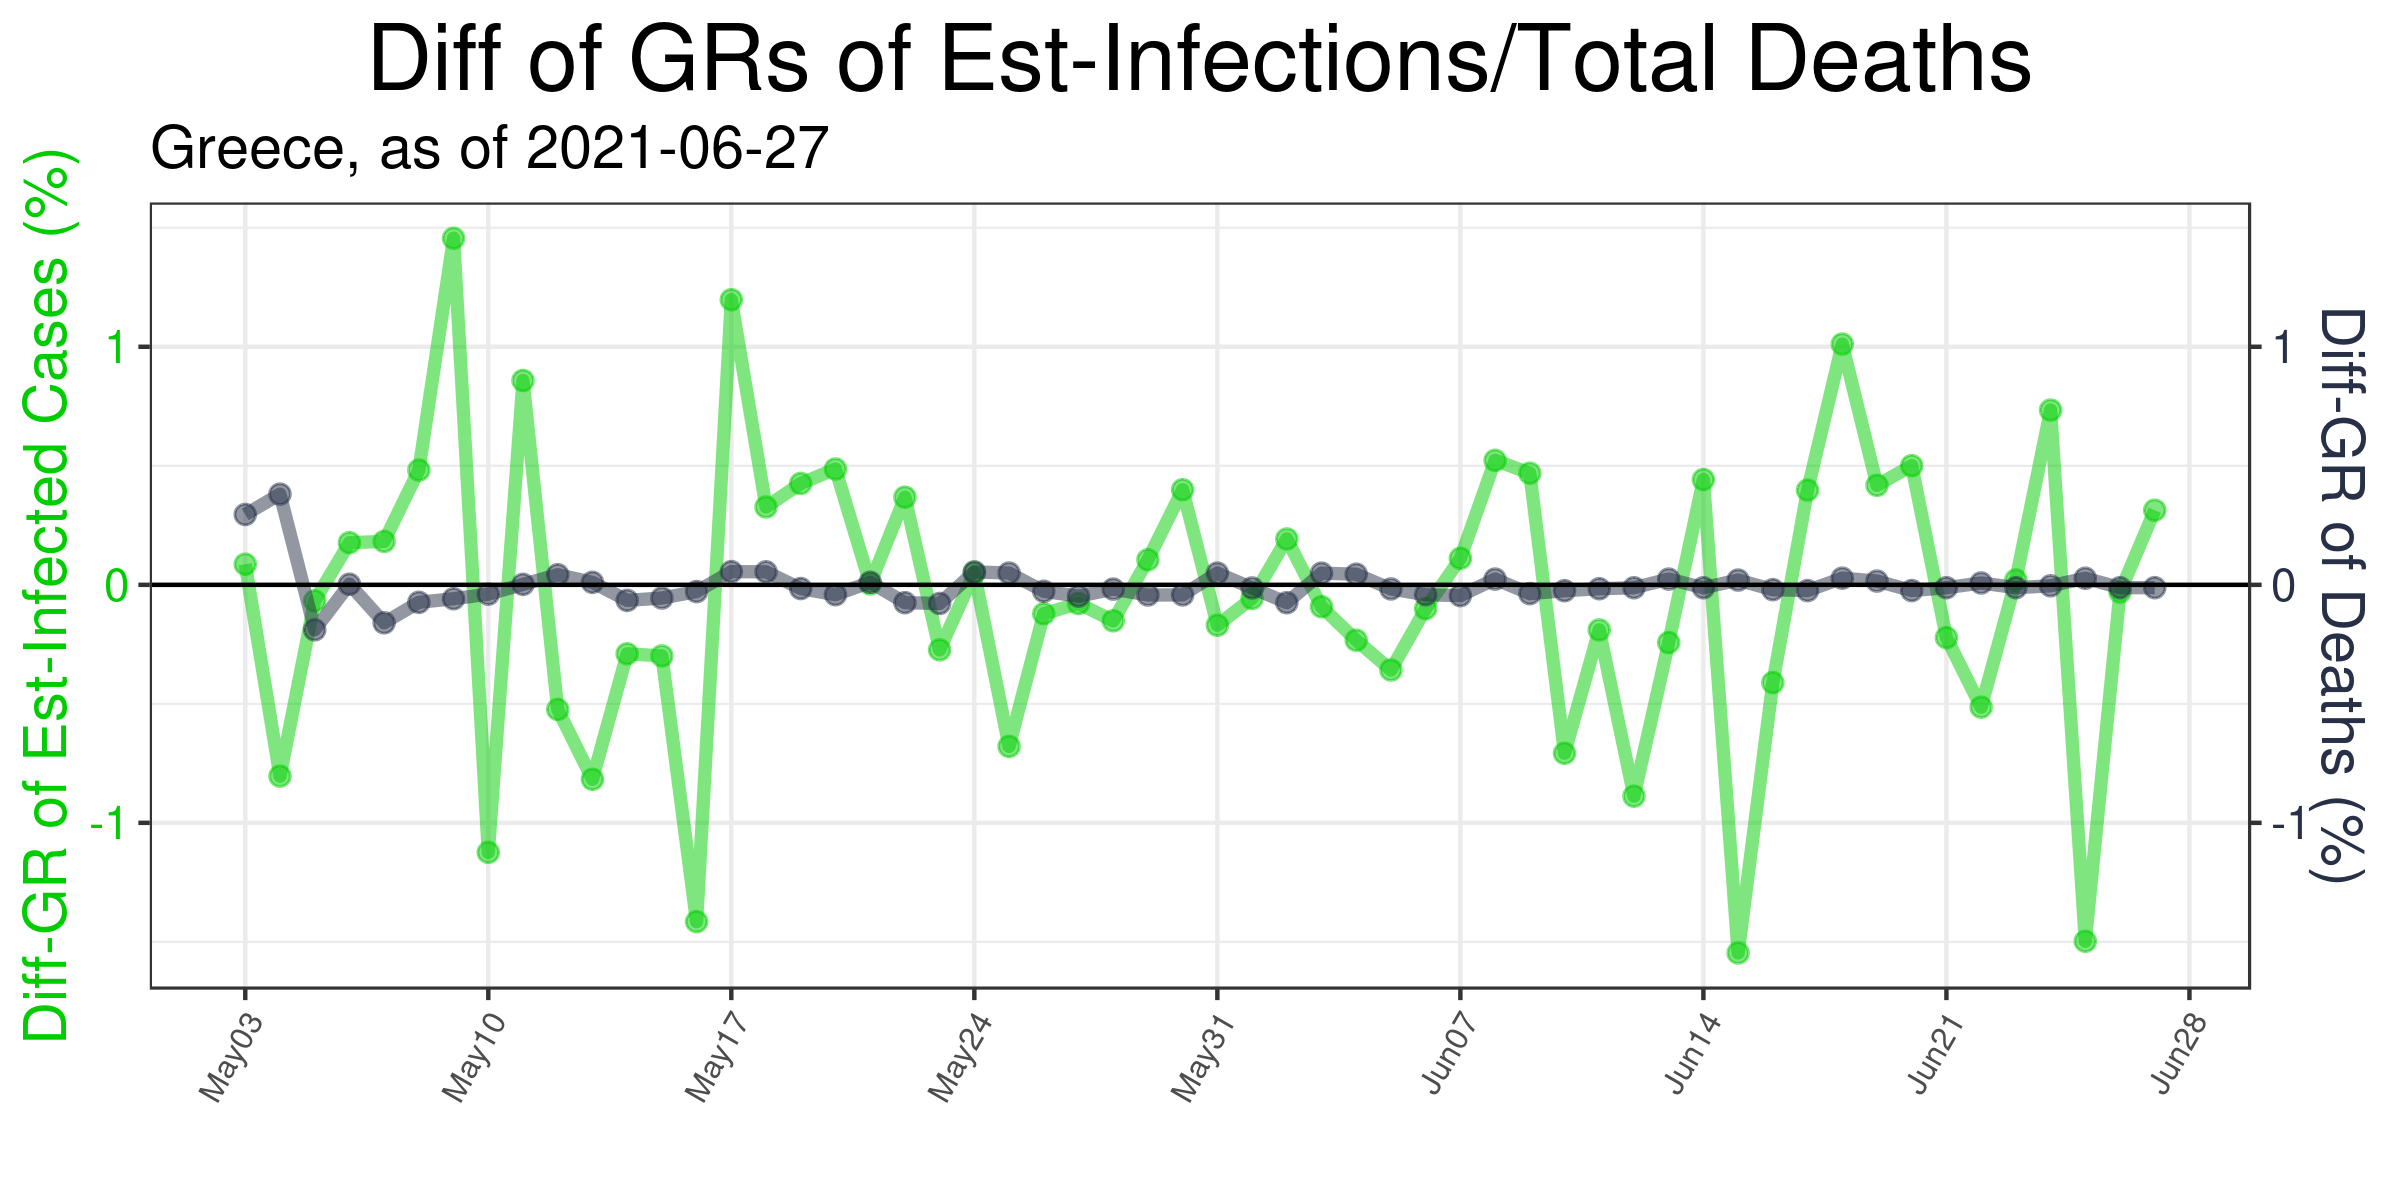 Diff of GRs of Est-Infections/Total Deaths
Greece, as of 2021-06-27
Diff-GR of Est-Infected Cases (%)
1
0
-1
1
0
-1
Diff-GR of Deaths (%)
May03
May10
May17
May24
May31
Jun07
Jun14
Jun21
Jun28